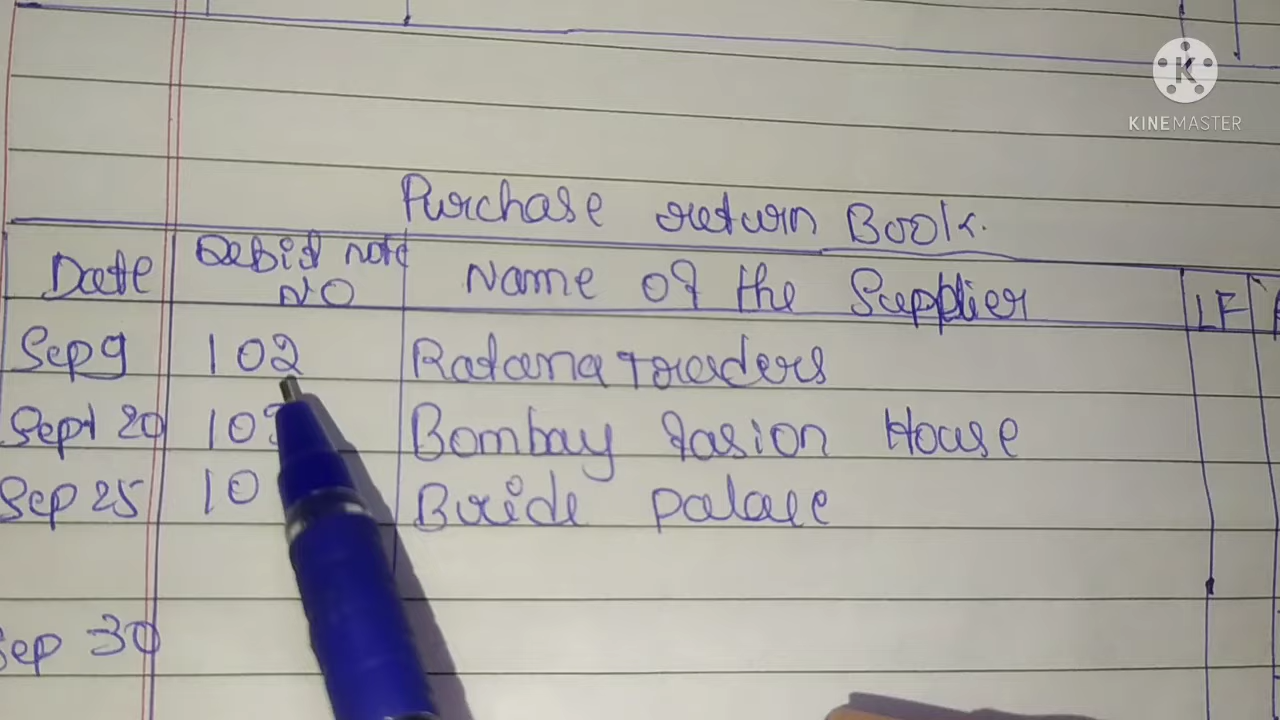 KINEMASTER
Purchase return Book.
Date Debit note NO Name of the Supplier LF
Sep 9 102 Ratana Traders
Sept 20 Bombay fasion House
Sep 25 Bride palace
Sep 30